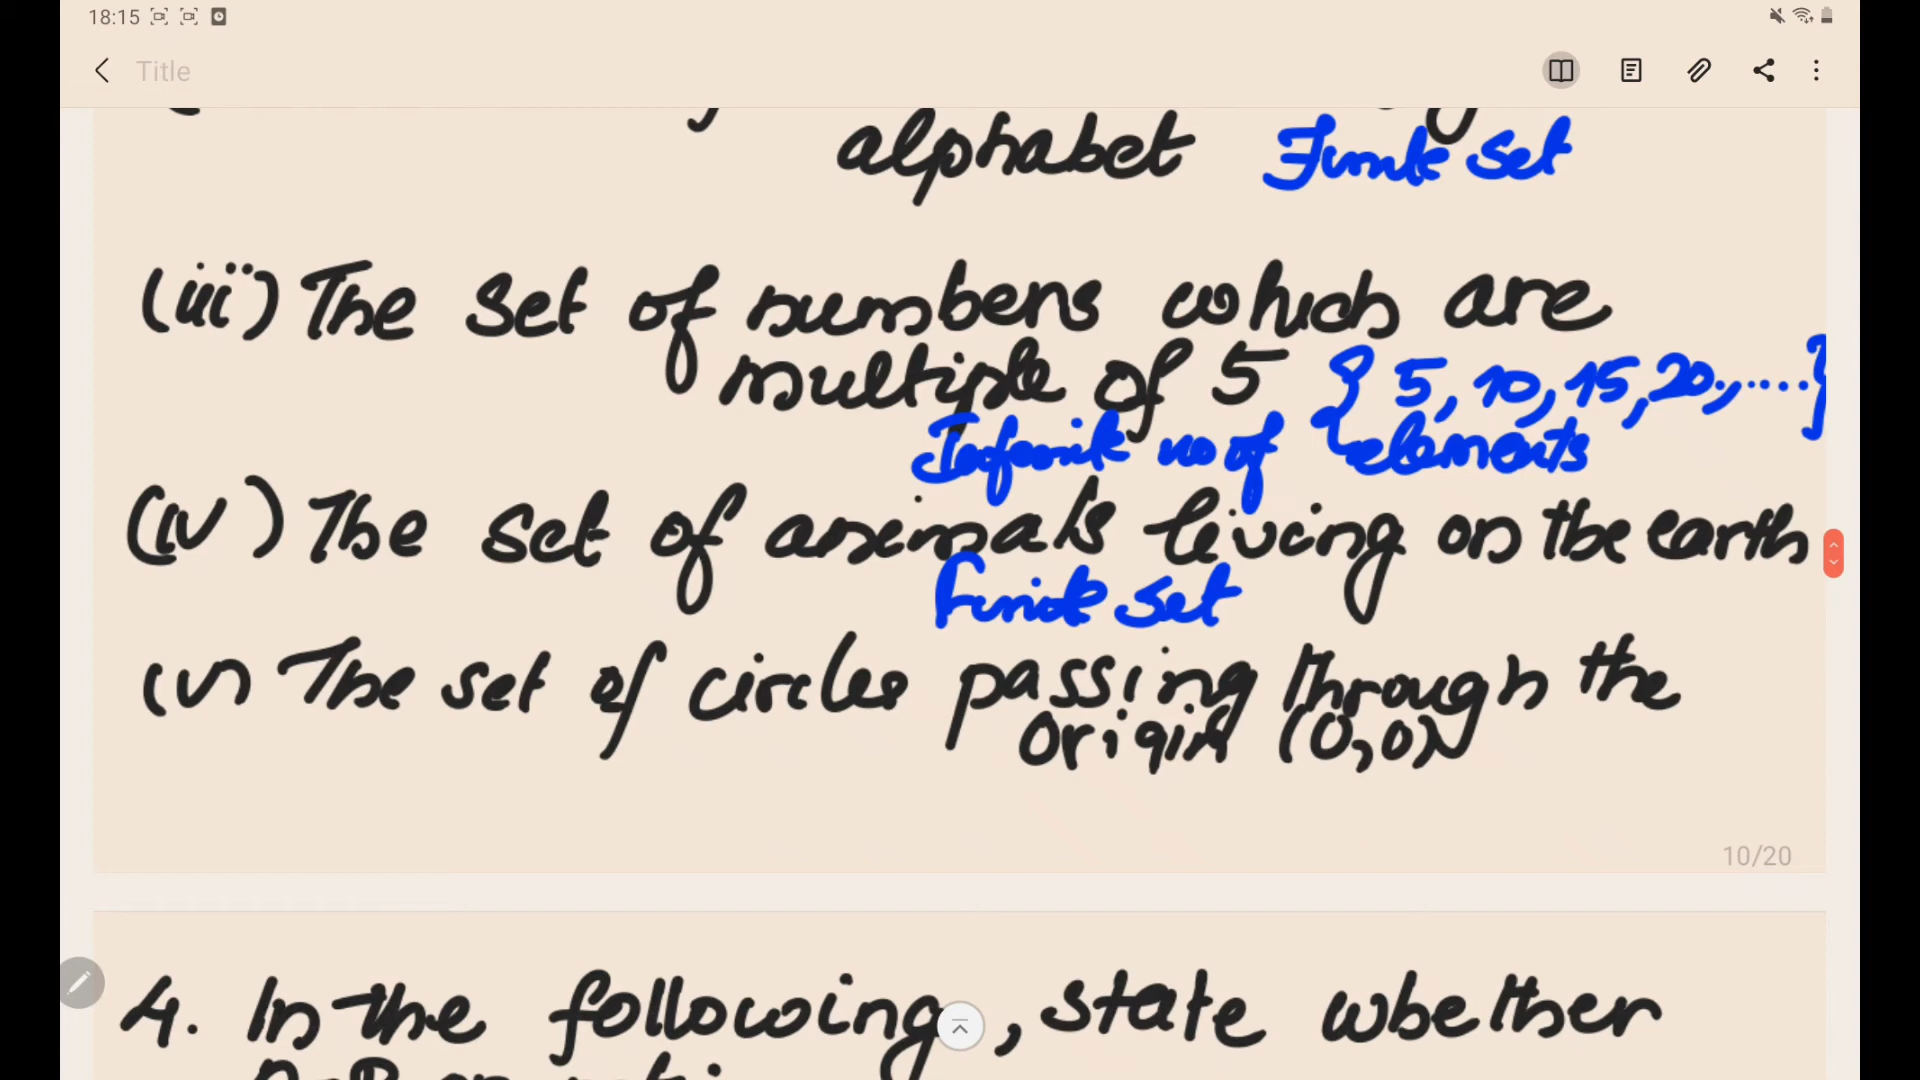 18:15
Title
alphabet Finite set
(iii) The set of numbers which are
multiple of 5 { 5, 10, 15, 20, ..... }
Infinite no of elements
(iv) The set of animals living on the earth
finite set
(v) The set of circles passing through the
origin (0,0)
10/20
4. In the following, state whether